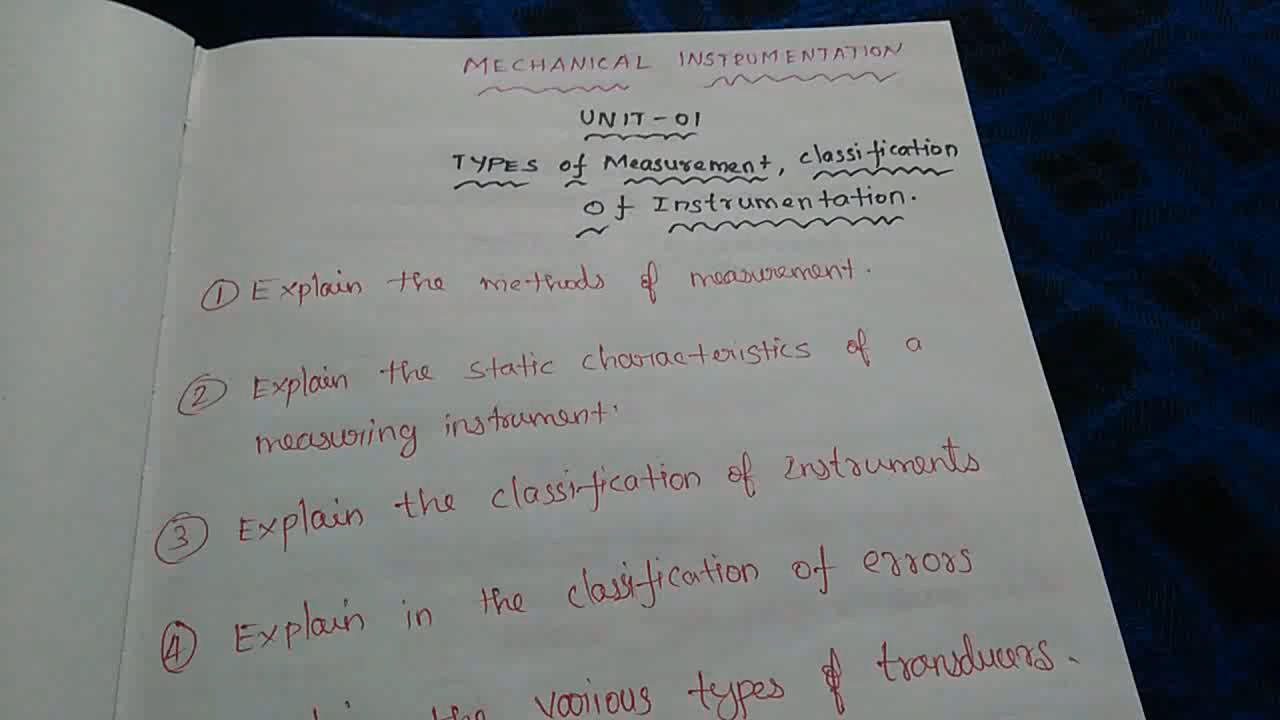 MECHANICAL INSTRUMENTATION
UNIT-01
TYPES of Measurement, classification
of Instrumentation.
① Explain the methods of measurement.
② Explain the static characteristics of a
measuring instrument.
③ Explain the classification of Instruments
④ Explain in the classification of errors
the various types of transducers.